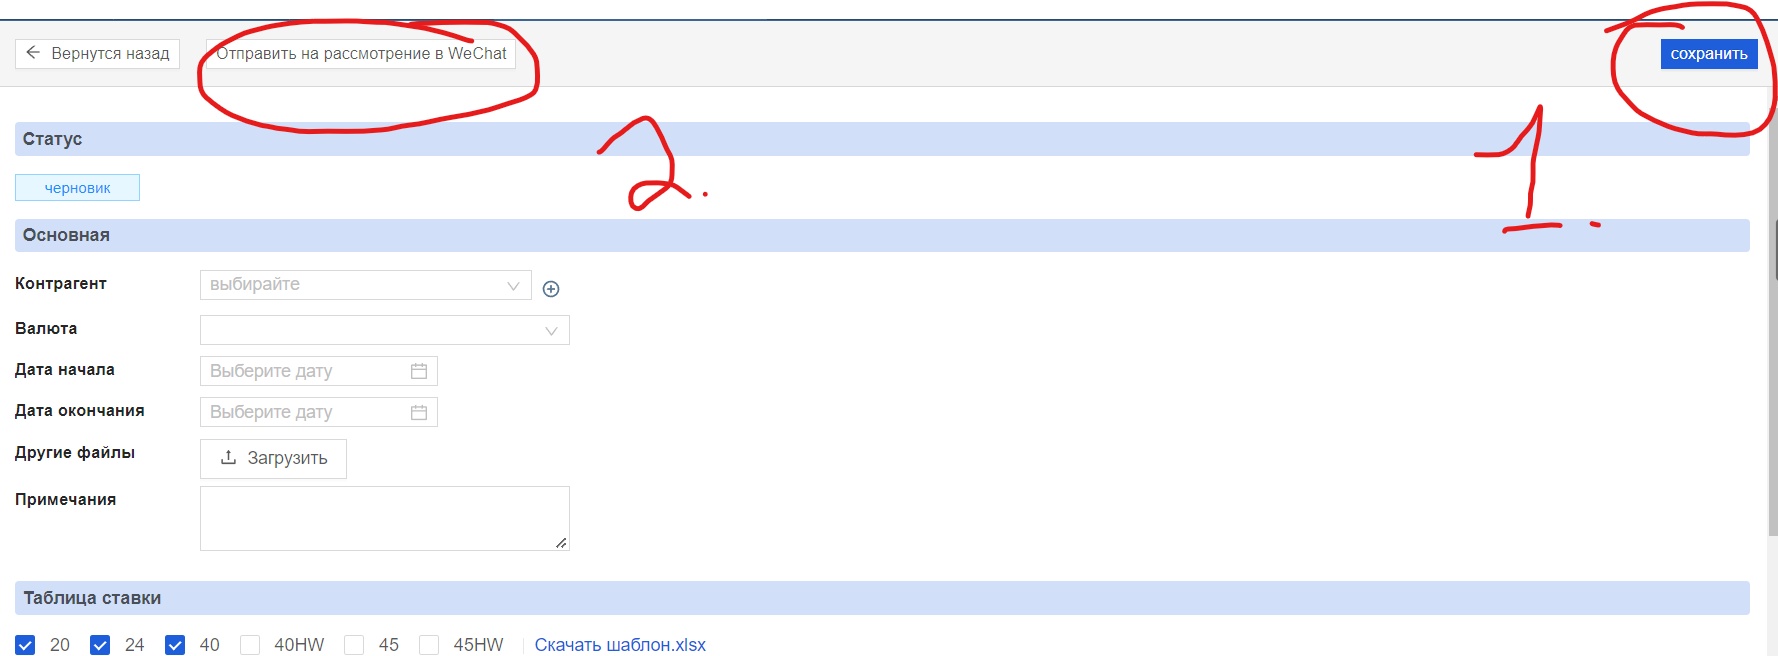 Вернутся назад
Отправить на рассмотрение в WeChat
сохранить
1.
2.
Статус
черновик
Основная
Контрагент
выбирайте
Валюта
Дата начала
Выберите дату
Дата окончания
Выберите дату
Другие файлы
Загрузить
Примечания
Таблица ставки
20 24 40 40HW 45 45HW Скачать шаблон.xlsx